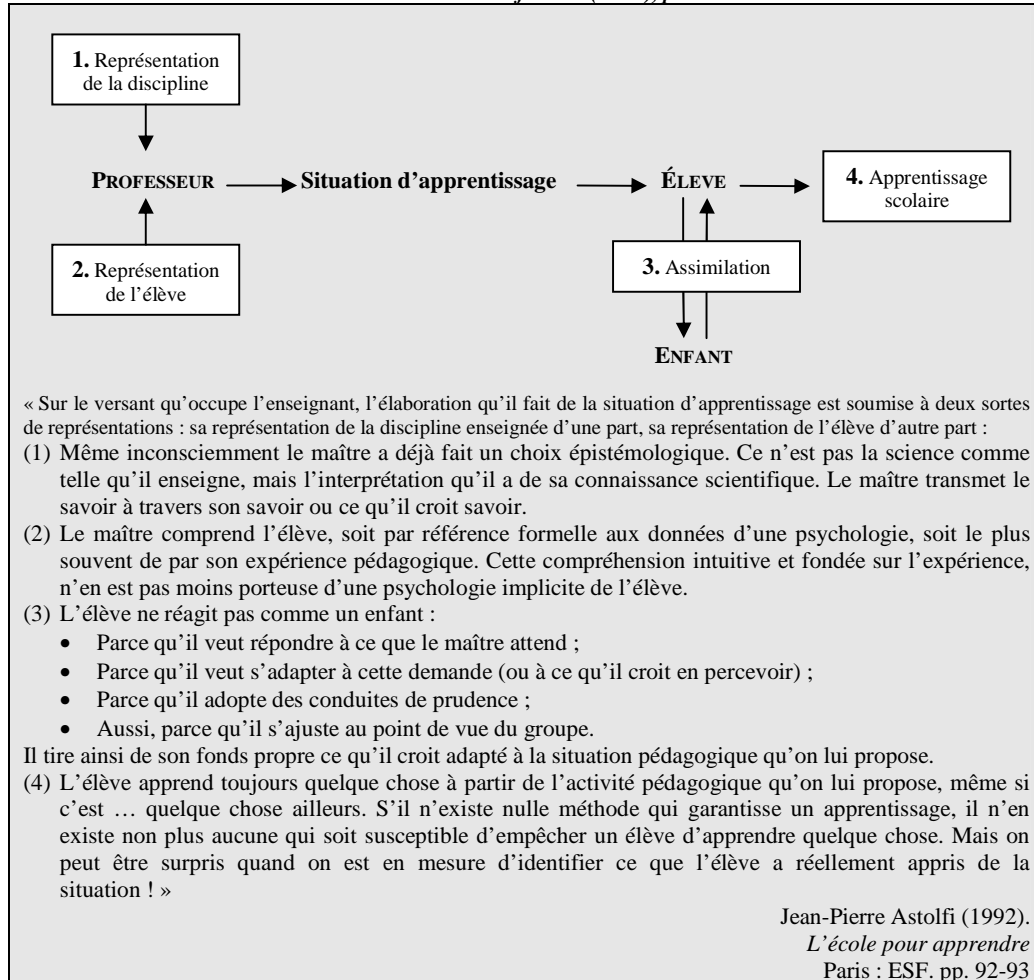 1. Représentation
de la discipline
PROFESSEUR
Situation d’apprentissage
ÉLEVE
4. Apprentissage
scolaire
2. Représentation
de l’élève
3. Assimilation
ENFANT
« Sur le versant qu’occupe l’enseignant, l’élaboration qu’il fait de la situation d’apprentissage est soumise à deux sortes
de représentations : sa représentation de la discipline enseignée d’une part, sa représentation de l’élève d’autre part :
(1) Même inconsciemment le maître a déjà fait un choix épistémologique. Ce n’est pas la science comme
telle qu’il enseigne, mais l’interprétation qu’il a de sa connaissance scientifique. Le maître transmet le
savoir à travers son savoir ou ce qu’il croit savoir.
(2) Le maître comprend l’élève, soit par référence formelle aux données d’une psychologie, soit le plus
souvent de par son expérience pédagogique. Cette compréhension intuitive et fondée sur l’expérience,
n’en est pas moins porteuse d’une psychologie implicite de l’élève.
(3) L’élève ne réagit pas comme un enfant :
• Parce qu’il veut répondre à ce que le maître attend ;
• Parce qu’il veut s’adapter à cette demande (ou à ce qu’il croit en percevoir) ;
• Parce qu’il adopte des conduites de prudence ;
• Aussi, parce qu’il s’ajuste au point de vue du groupe.
Il tire ainsi de son fonds propre ce qu’il croit adapté à la situation pédagogique qu’on lui propose.
(4) L’élève apprend toujours quelque chose à partir de l’activité pédagogique qu’on lui propose, même si
c’est … quelque chose ailleurs. S’il n’existe nulle méthode qui garantisse un apprentissage, il n’en
existe non plus aucune qui soit susceptible d’empêcher un élève d’apprendre quelque chose. Mais on
peut être surpris quand on est en mesure d’identifier ce que l’élève a réellement appris de la
situation ! »
Jean-Pierre Astolfi (1992).
L’école pour apprendre
Paris : ESF. pp. 92-93